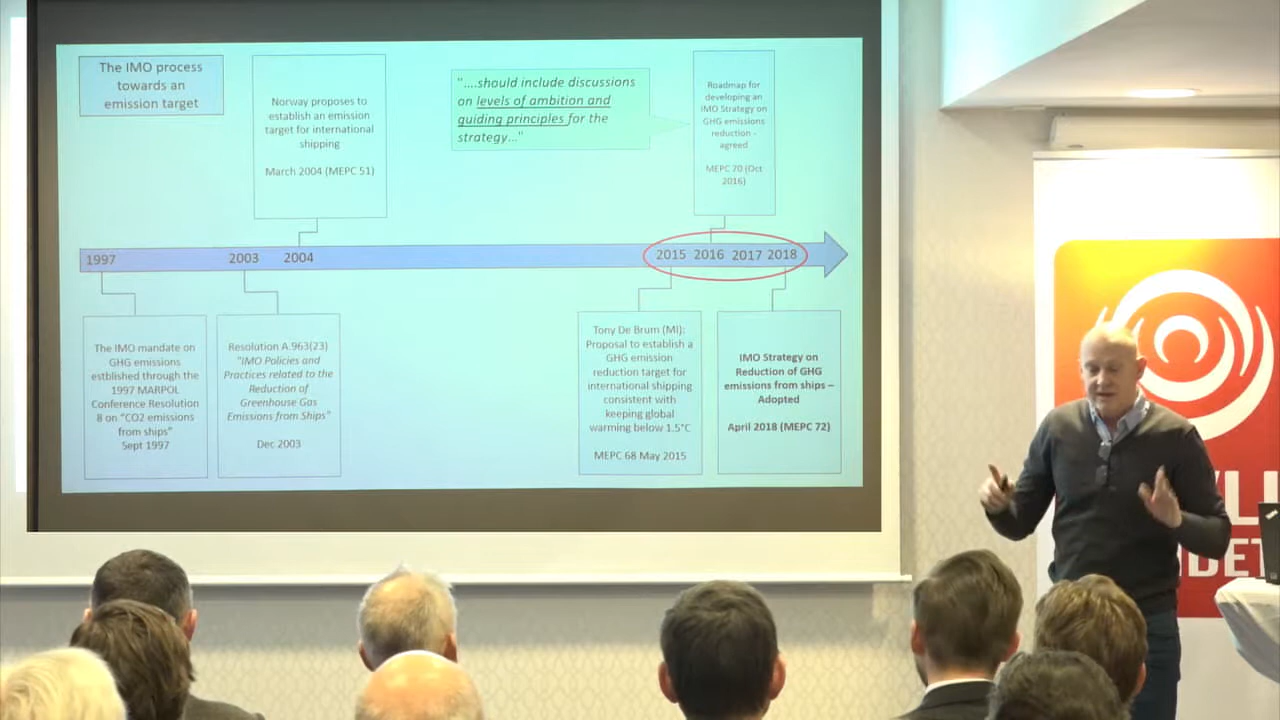 The IMO process
towards an
emission target
Norway proposes to
establish an emission
target for international
shipping
March 2004 (MEPC 51)
"....should include discussions
on levels of ambition and
guiding principles for the
strategy..."
Roadmap for
developing an
IMO Strategy on
GHG emissions
reduction -
agreed
MEPC 70 (Oct
2016)
1997 2003 2004 2015 2016 2017 2018
The IMO mandate on
GHG emissions
estblished through the
1997 MARPOL
Conference Resolution
8 on "CO2 emissions
from ships"
Sept 1997
Resolution A.963(23)
"IMO Policies and
Practices related to the
Reduction of
Greenhouse Gas
Emissions from Ships"
Dec 2003
Tony De Brum (MI):
Proposal to establish a
GHG emission
reduction target for
international shipping
consistent with
keeping global
warming below 1.5°C
MEPC 68 May 2015
IMO Strategy on
Reduction of GHG
emissions from ships –
Adopted
April 2018 (MEPC 72)